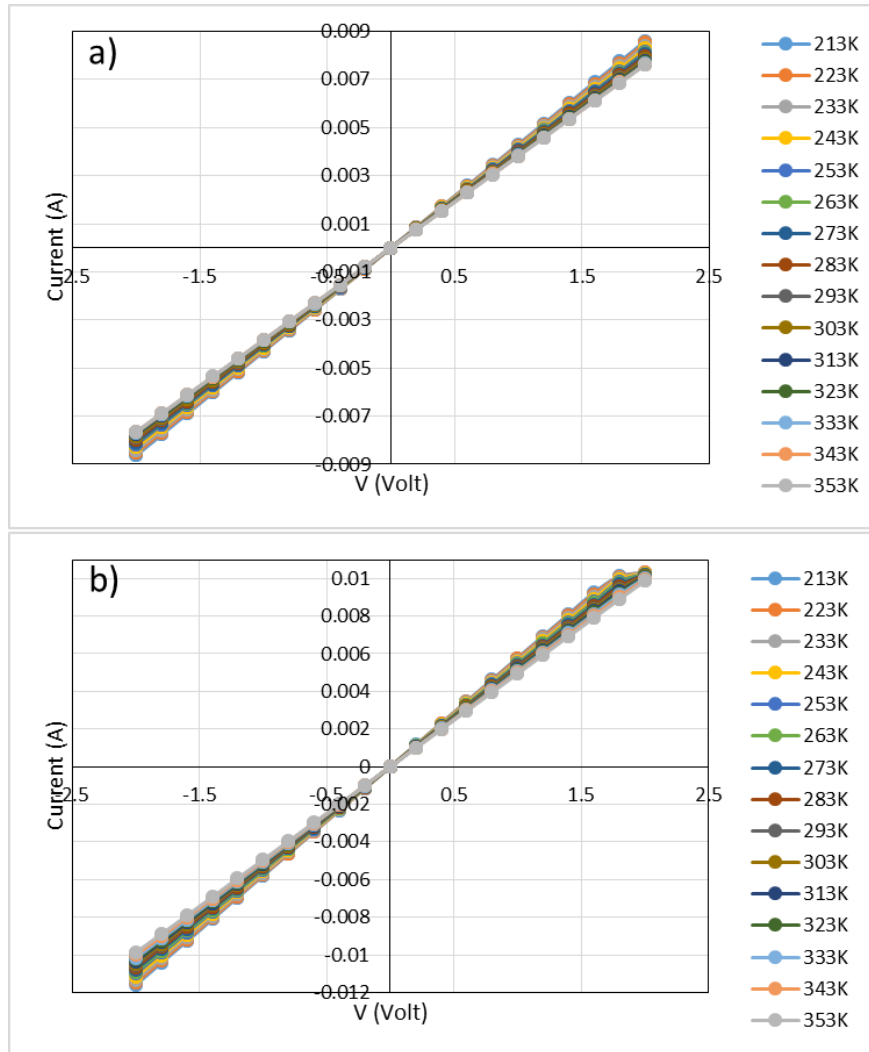 a)
0.009
0.007
0.005
0.003
0.001
-0.001
-0.003
-0.005
-0.007
-0.009
-2.5 -1.5 -0.5 0.5 1.5 2.5
Current (A)
V (Volt)
213K
223K
233K
243K
253K
263K
273K
283K
293K
303K
313K
323K
333K
343K
353K
b)
0.01
0.008
0.006
0.004
0.002
0
-0.002
-0.004
-0.006
-0.008
-0.01
-0.012
-2.5 -1.5 -0.5 0.5 1.5 2.5
Current (A)
V (Volt)
213K
223K
233K
243K
253K
263K
273K
283K
293K
303K
313K
323K
333K
343K
353K